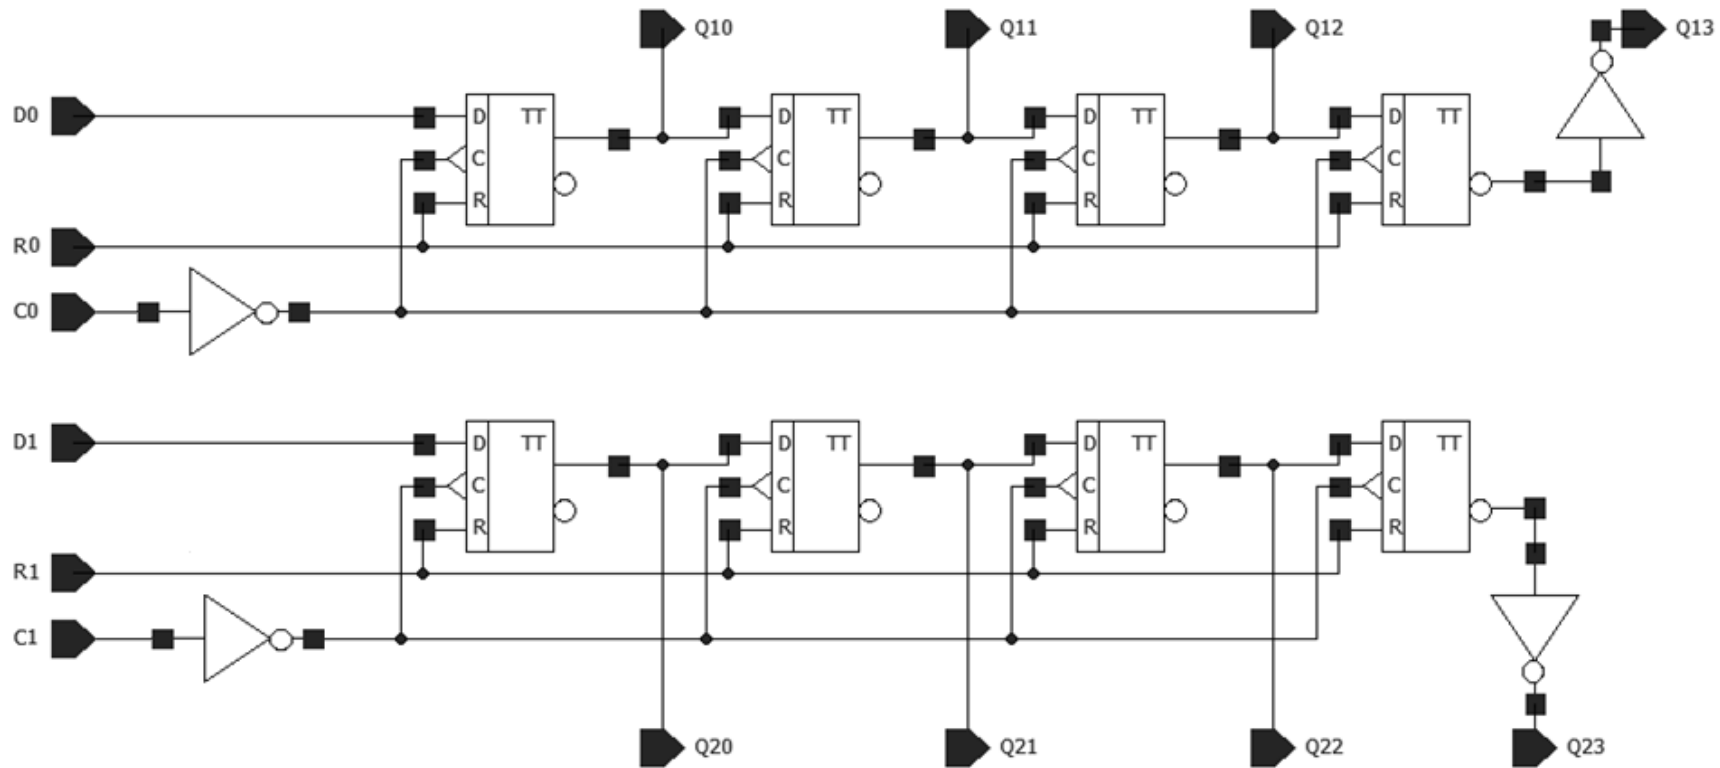 Q10 Q11 Q12 Q13
D0 D TT D TT D TT D TT
C C C C
R R R R
R0
C0
D1 D TT D TT D TT D TT
C C C C
R R R R
R1
C1
Q20 Q21 Q22 Q23